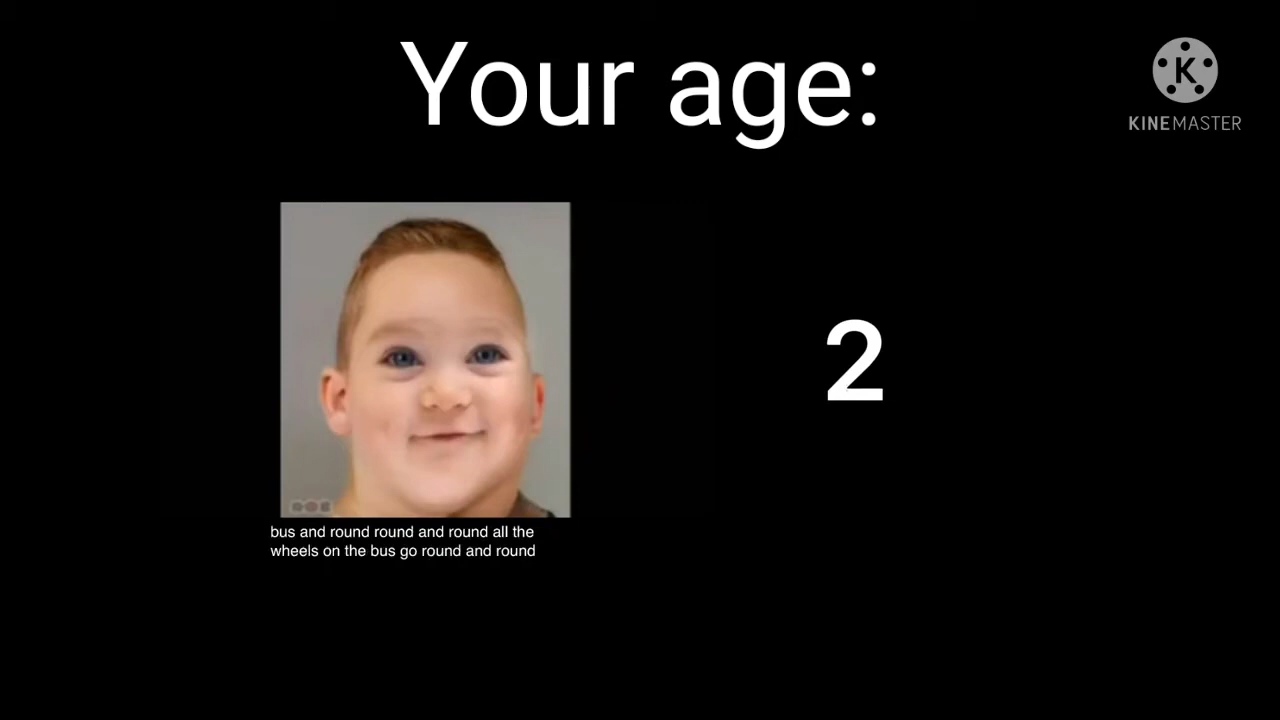 Your age:
K
KINEMASTER
2
bus and round round and round all the
wheels on the bus go round and round